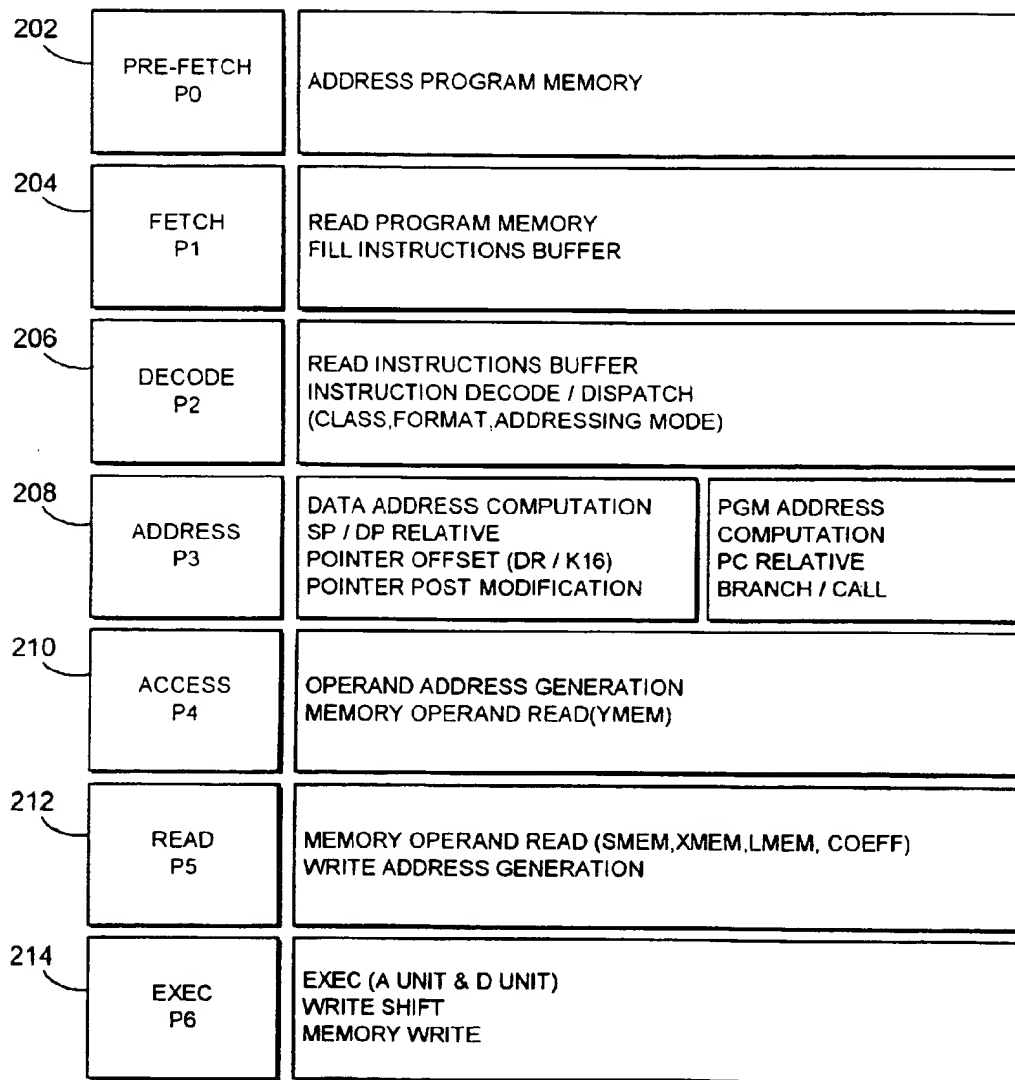 202
PRE-FETCH
P0
ADDRESS PROGRAM MEMORY
204
FETCH
P1
READ PROGRAM MEMORY
FILL INSTRUCTIONS BUFFER
206
DECODE
P2
READ INSTRUCTIONS BUFFER
INSTRUCTION DECODE / DISPATCH
(CLASS,FORMAT,ADDRESSING MODE)
208
ADDRESS
P3
DATA ADDRESS COMPUTATION
SP / DP RELATIVE
POINTER OFFSET (DR / K16)
POINTER POST MODIFICATION
PGM ADDRESS
COMPUTATION
PC RELATIVE
BRANCH / CALL
210
ACCESS
P4
OPERAND ADDRESS GENERATION
MEMORY OPERAND READ(YMEM)
212
READ
P5
MEMORY OPERAND READ (SMEM,XMEM,LMEM, COEFF)
WRITE ADDRESS GENERATION
214
EXEC
P6
EXEC (A UNIT & D UNIT)
WRITE SHIFT
MEMORY WRITE